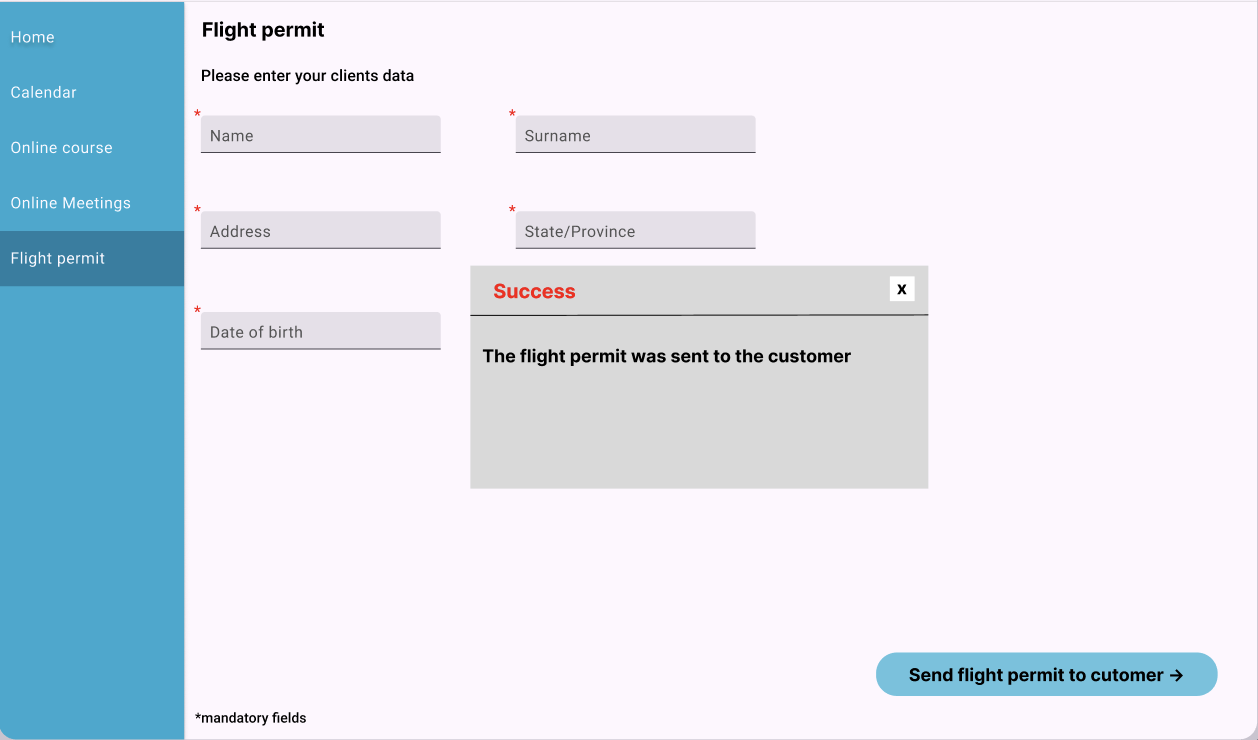 Home
Calendar
Online course
Online Meetings
Flight permit
Flight permit
Please enter your clients data
* Name
* Surname
* Address
* State/Province
* Date of birth
Success
X
The flight permit was sent to the customer
Send flight permit to cutomer →
*mandatory fields